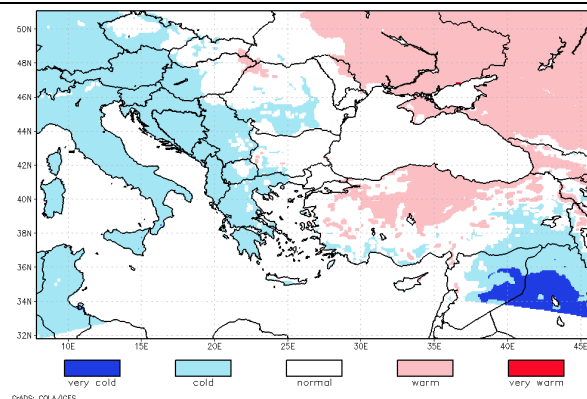 50N
48N
46N
44N
42N
40N
38N
36N
34N
32N
10E 15E 20E 25E 30E 35E 40E 45E
very cold cold normal warm very warm
GrADS: COLA/IGES